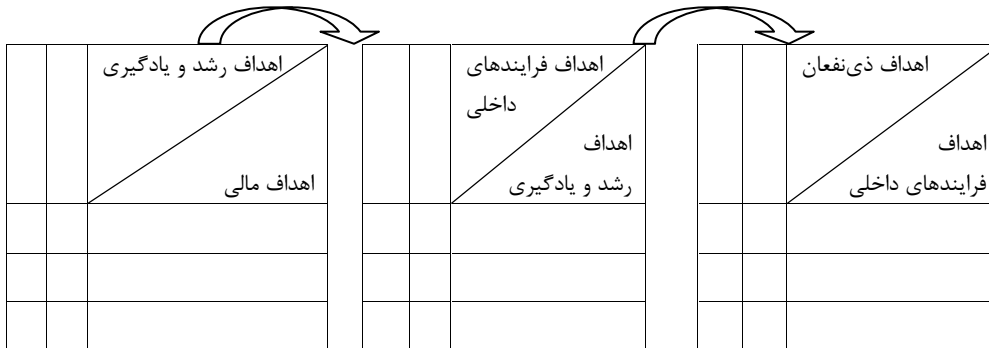 اهداف ذی‌نفعان
اهداف
فرایندهای داخلی
اهداف فرایندهای
داخلی
اهداف
رشد و یادگیری
اهداف رشد و یادگیری
اهداف مالی